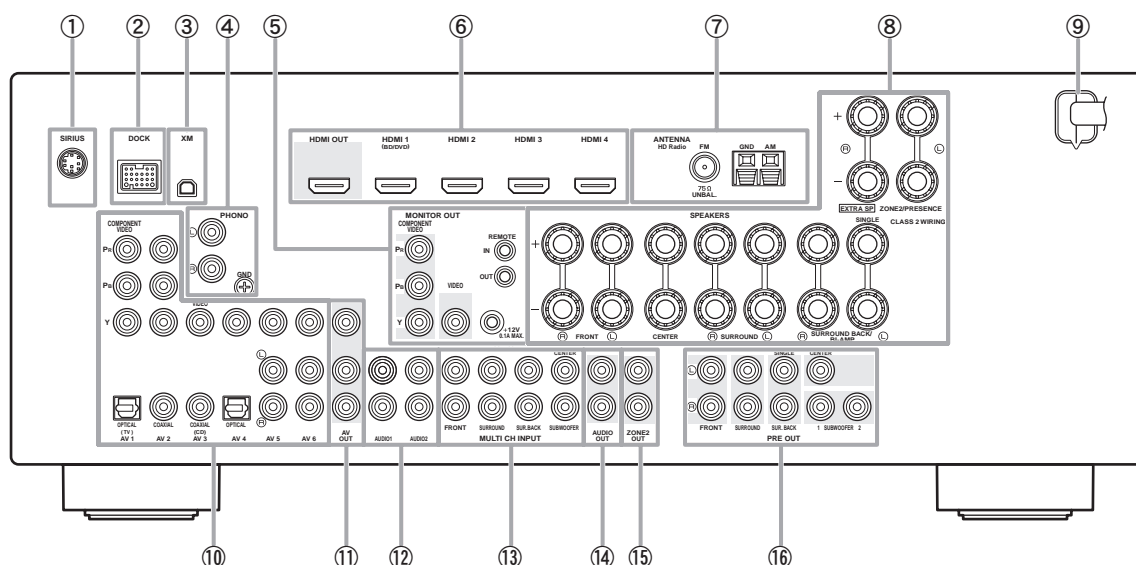 ① ② ③ ④ ⑤ ⑥ ⑦ ⑧ ⑨
SIRIUS
DOCK
XM
PHONO
L
R
GND
HDMI OUT
HDMI 1
(BD/DVD)
HDMI 2
HDMI 3
HDMI 4
ANTENNA
HD Radio
FM
75Ω
UNBAL.
GND
AM
+
R
L
–
EXTRA SP
ZONE2/PRESENCE
CLASS 2 WIRING
SPEAKERS
SINGLE
+
–
R FRONT L
CENTER
R SURROUND L
R SURROUND BACK/ L
BI-AMP
MONITOR OUT
COMPONENT
VIDEO
PR
PB
Y
VIDEO
REMOTE
IN
OUT
+12V
0.1A MAX.
COMPONENT
VIDEO
PR
PB
Y
VIDEO
L
R
OPTICAL
(TV)
AV 1
COAXIAL
AV 2
COAXIAL
(CD)
AV 3
OPTICAL
AV 4
AV 5
AV 6
AV
OUT
AUDIO1
AUDIO2
CENTER
FRONT
SURROUND
SUR.BACK
SUBWOOFER
MULTI CH INPUT
AUDIO
OUT
ZONE2
OUT
L
R
SINGLE
CENTER
FRONT
SURROUND
SUR.BACK
1 SUBWOOFER 2
PRE OUT
⑩ ⑪ ⑫ ⑬ ⑭ ⑮ ⑯